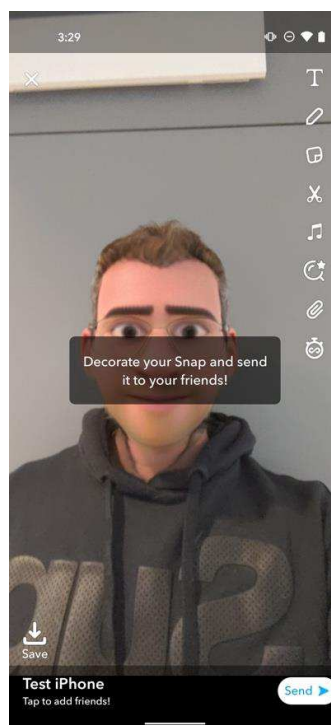 3:29
T
Decorate your Snap and send
it to your friends!
Save
Test iPhone
Tap to add friends!
Send